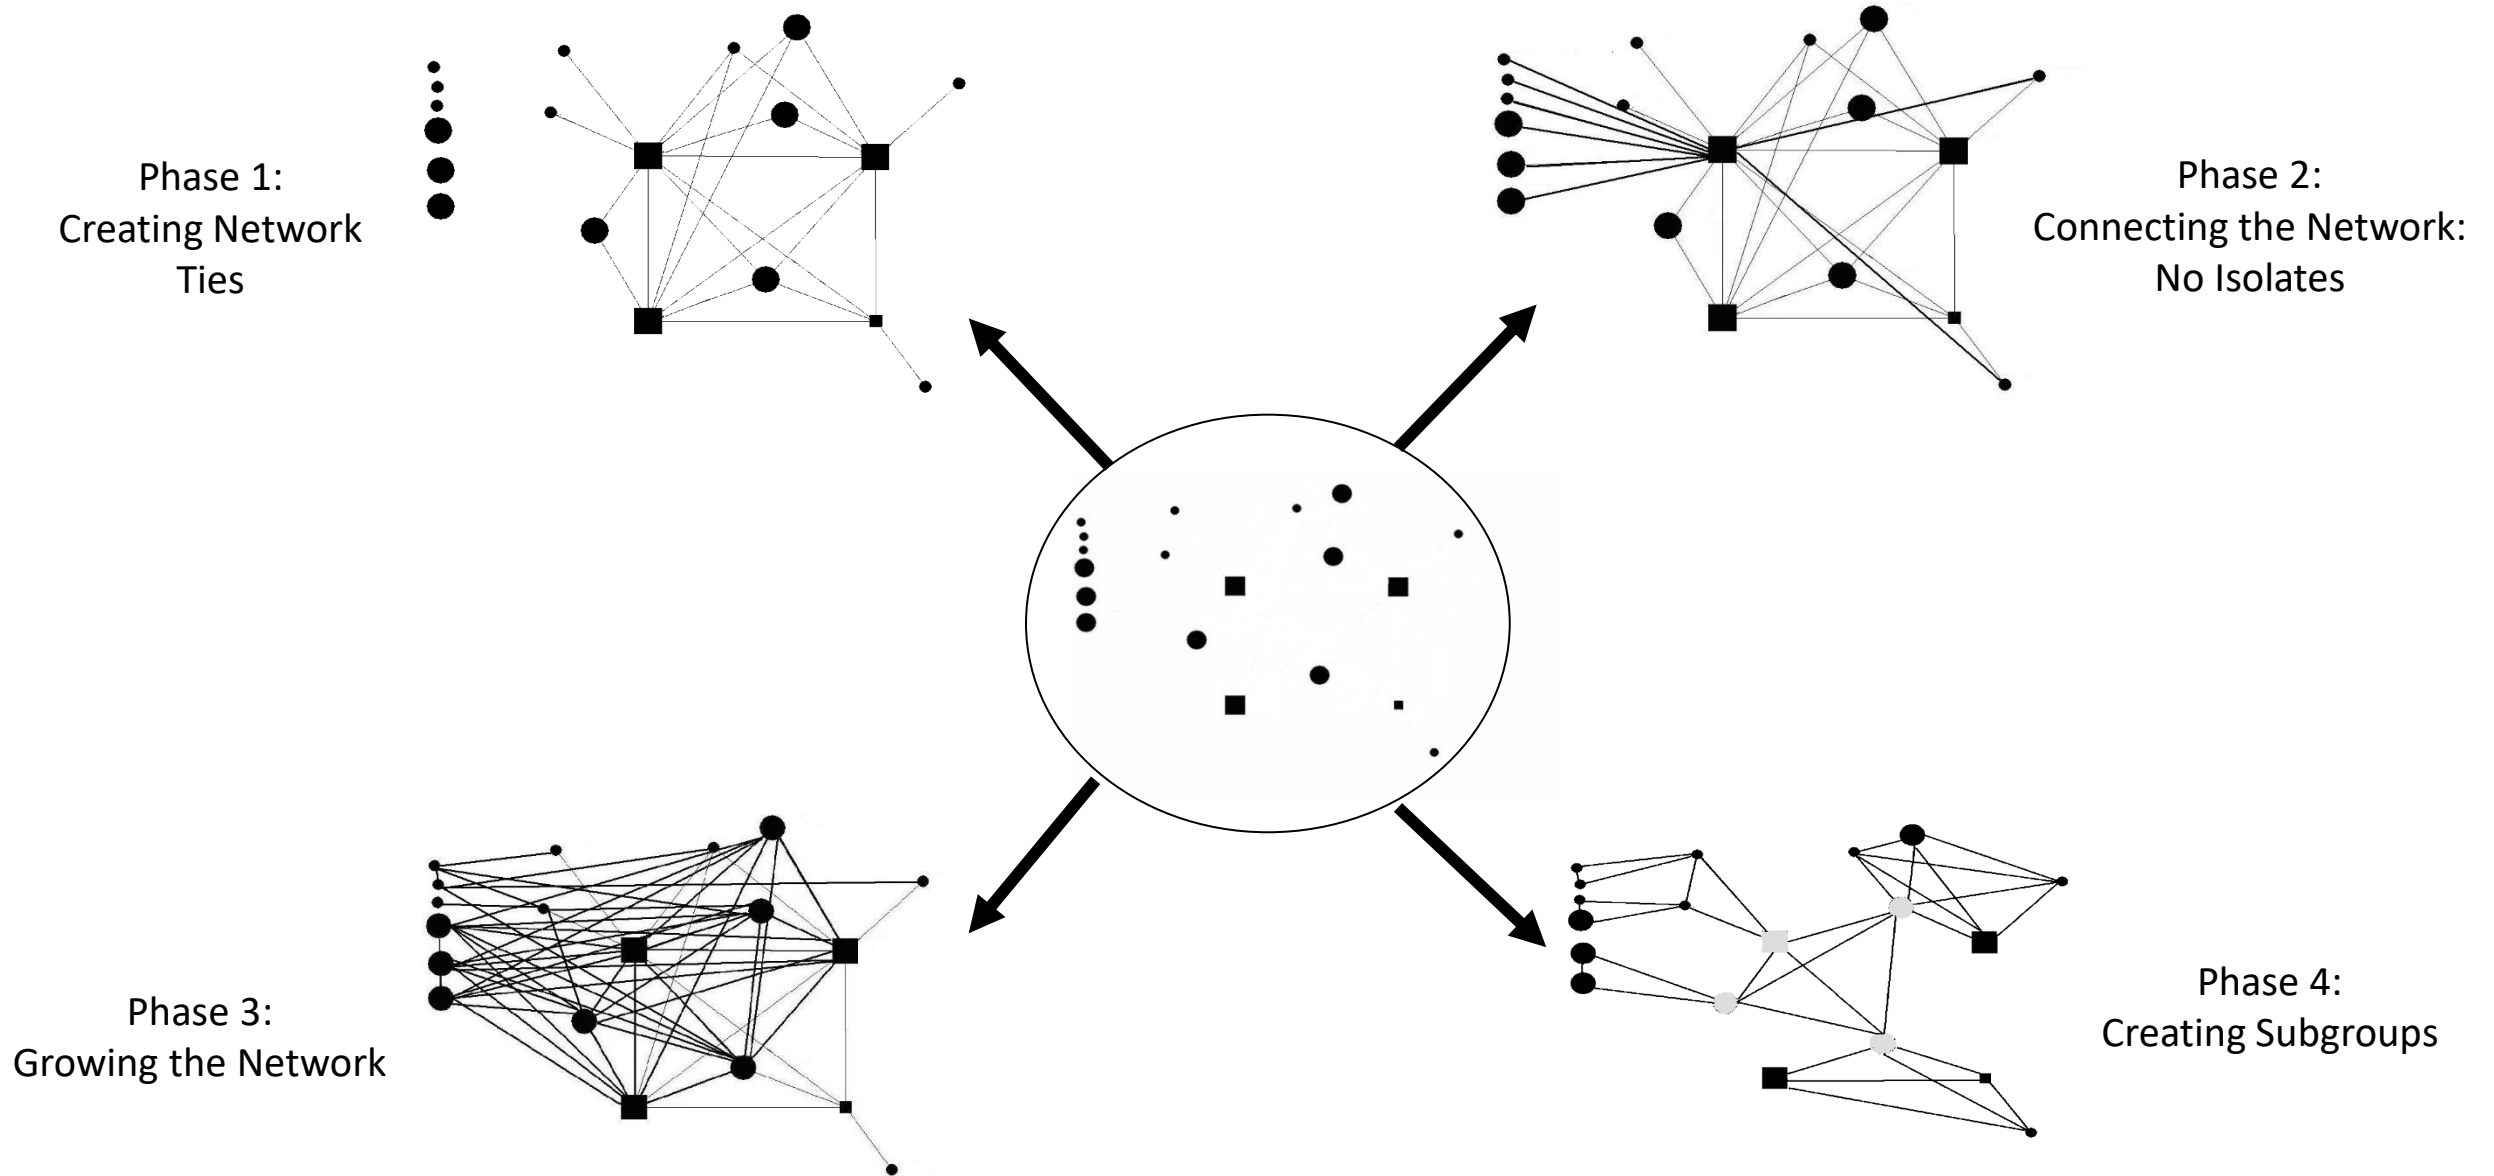 Phase 1:
Creating Network
Ties
Phase 2:
Connecting the Network:
No Isolates
Phase 3:
Growing the Network
Phase 4:
Creating Subgroups